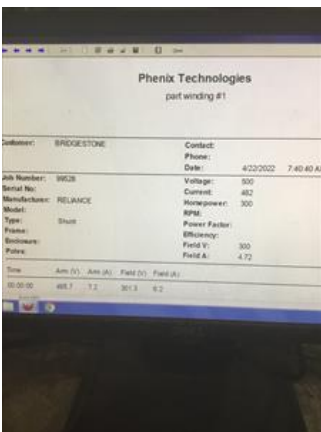 Phenix Technologies
part winding #1
Customer: BRIDGESTONE Contact:
Phone:
Date: 4/22/2022 7:40:40 AM
Job Number: 99528 Voltage: 500
Serial No: Current: 482
Manufacturer: RELIANCE Horsepower: 300
Model: RPM:
Type: Shunt Power Factor:
Frame: Efficiency:
Enclosure: Field V: 300
Poles: Field A: 4.72
Time Arm (V) Arm (A) Field (V) Field (A)
00:00:00 7.2 301.3 6.2